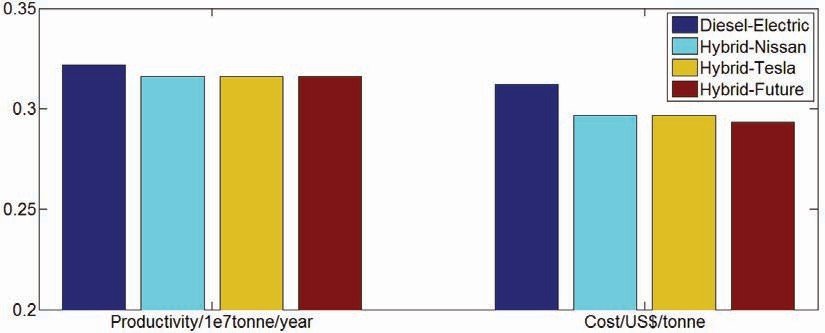 0.35
0.3
0.25
0.2
Diesel-Electric
Hybrid-Nissan
Hybrid-Tesla
Hybrid-Future
Productivity/1e7tonne/year
Cost/US$/tonne